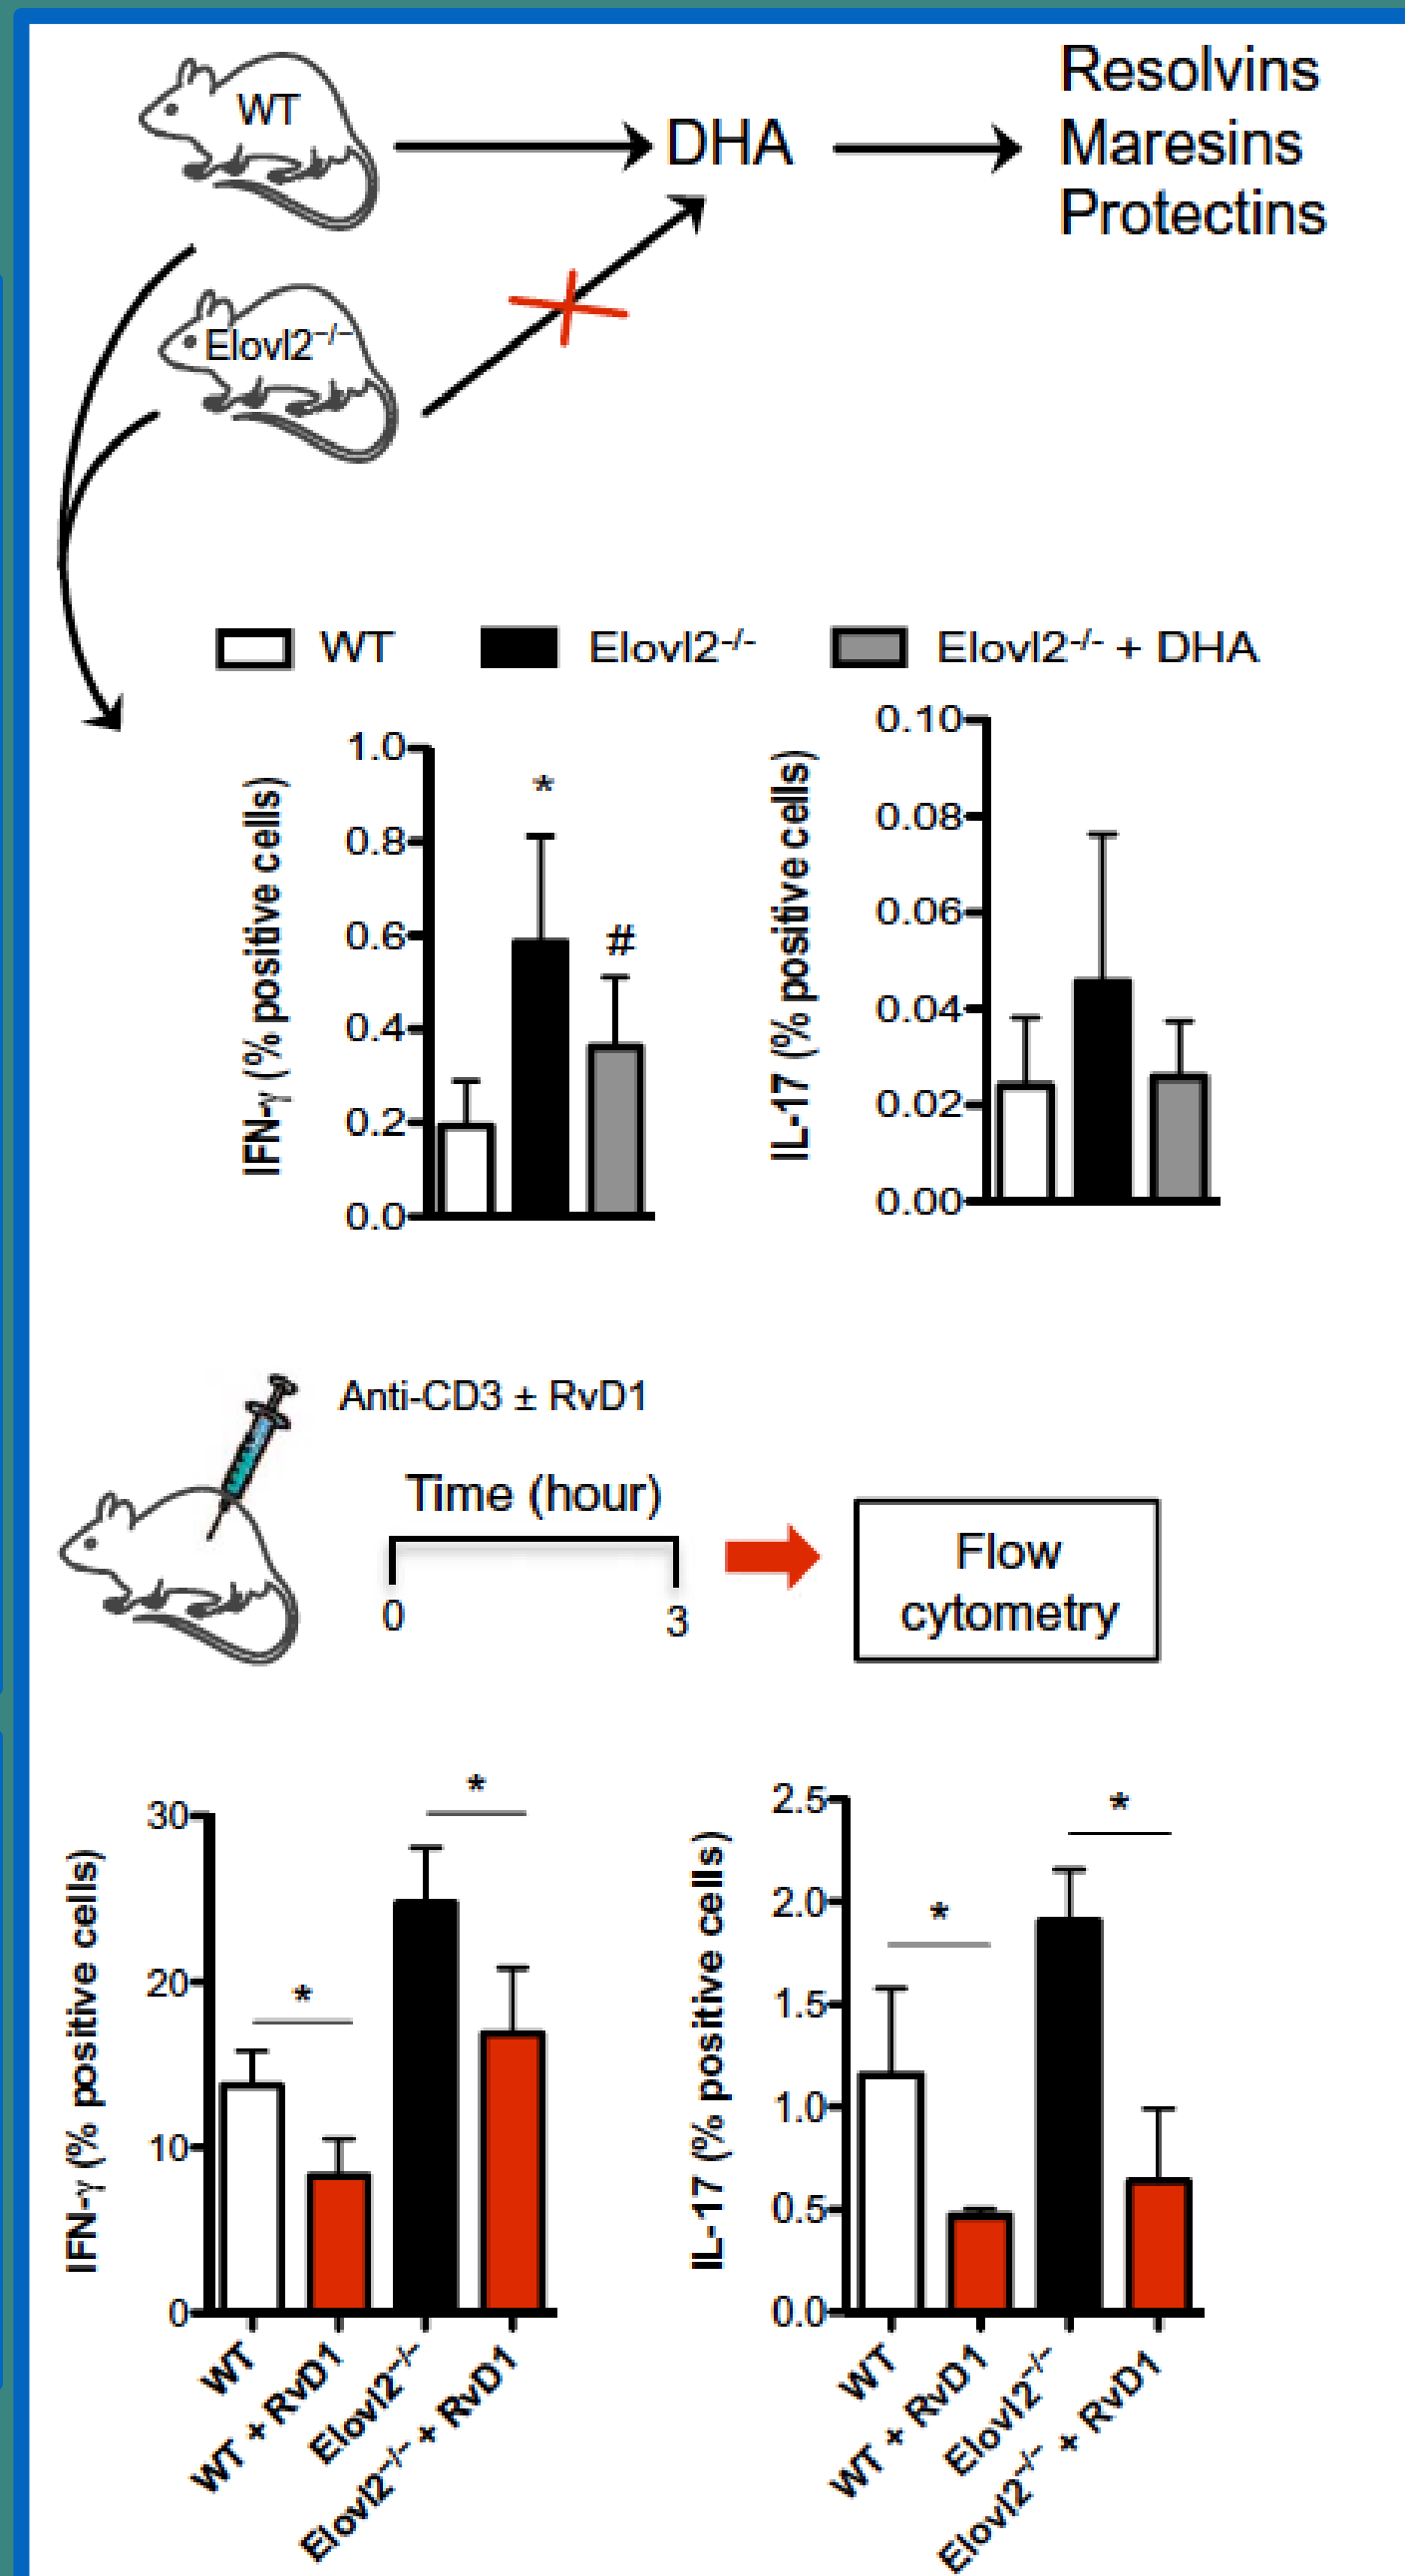 WT
DHA
Resolvins
Maresins
Protectins
Elovl2⁻/⁻
WT
Elovl2⁻/⁻
Elovl2⁻/⁻ + DHA
IFN-γ (% positive cells)
1.0
0.8
0.6
0.4
0.2
0.0
*
#
IL-17 (% positive cells)
0.10
0.08
0.06
0.04
0.02
0.00
Anti-CD3 ± RvD1
Time (hour)
0
3
Flow
cytometry
IFN-γ (% positive cells)
30
20
10
0
*
*
WT
WT + RvD1
Elovl2⁻/⁻
Elovl2⁻/⁻ + RvD1
IL-17 (% positive cells)
2.5
2.0
1.5
1.0
0.5
0.0
*
*
WT
WT + RvD1
Elovl2⁻/⁻
Elovl2⁻/⁻ + RvD1